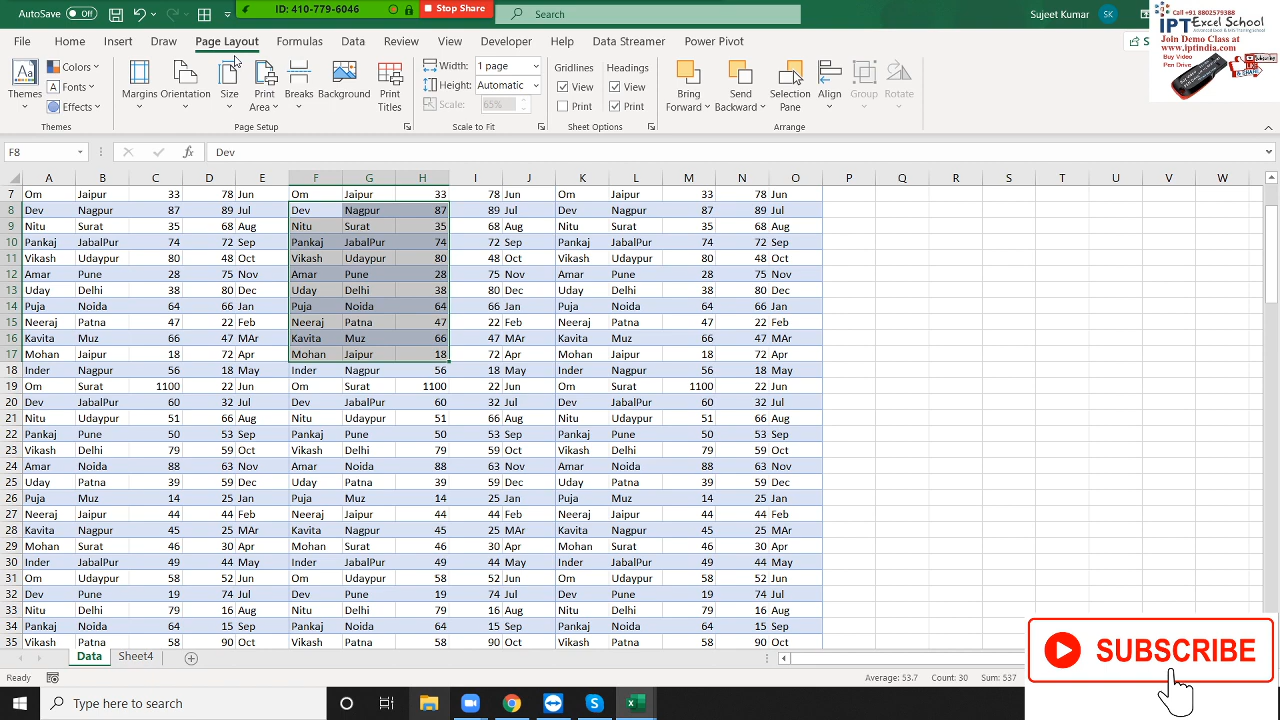 AutoSave Off
ID: 410-779-6046
Stop Share
Search
Sujeet Kumar SK
File Home Insert Draw Page Layout Formulas Data Review View Developer Help Data Streamer Power Pivot
Call +91 8802579388
IPT Excel School
Join Demo Class at
www.iptindia.com
Buy Video
Pen Drive
Themes Colors Fonts Effects
Margins Orientation Size Print Area Breaks Background Print Titles
Width: 1 page
Height: Automatic
Scale: 65%
Gridlines Headings
View View
Print Print
Bring Forward Send Backward Selection Pane Align Group Rotate
Themes Page Setup Scale to Fit Sheet Options Arrange
F8 fx Dev
A B C D E F G H I J K L M N O P Q R S T U V W
7 Om Jaipur 33 78 Jun Om Jaipur 33 78 Jun Om Jaipur 33 78 Jun
8 Dev Nagpur 87 89 Jul Dev Nagpur 87 89 Jul Dev Nagpur 87 89 Jul
9 Nitu Surat 35 68 Aug Nitu Surat 35 68 Aug Nitu Surat 35 68 Aug
10 Pankaj JabalPur 74 72 Sep Pankaj JabalPur 74 72 Sep Pankaj JabalPur 74 72 Sep
11 Vikash Udaypur 80 48 Oct Vikash Udaypur 80 48 Oct Vikash Udaypur 80 48 Oct
12 Amar Pune 28 75 Nov Amar Pune 28 75 Nov Amar Pune 28 75 Nov
13 Uday Delhi 38 80 Dec Uday Delhi 38 80 Dec Uday Delhi 38 80 Dec
14 Puja Noida 64 66 Jan Puja Noida 64 66 Jan Puja Noida 64 66 Jan
15 Neeraj Patna 47 22 Feb Neeraj Patna 47 22 Feb Neeraj Patna 47 22 Feb
16 Kavita Muz 66 47 MAr Kavita Muz 66 47 MAr Kavita Muz 66 47 MAr
17 Mohan Jaipur 18 72 Apr Mohan Jaipur 18 72 Apr Mohan Jaipur 18 72 Apr
18 Inder Nagpur 56 18 May Inder Nagpur 56 18 May Inder Nagpur 56 18 May
19 Om Surat 1100 22 Jun Om Surat 1100 22 Jun Om Surat 1100 22 Jun
20 Dev JabalPur 60 32 Jul Dev JabalPur 60 32 Jul Dev JabalPur 60 32 Jul
21 Nitu Udaypur 51 66 Aug Nitu Udaypur 51 66 Aug Nitu Udaypur 51 66 Aug
22 Pankaj Pune 50 53 Sep Pankaj Pune 50 53 Sep Pankaj Pune 50 53 Sep
23 Vikash Delhi 79 59 Oct Vikash Delhi 79 59 Oct Vikash Delhi 79 59 Oct
24 Amar Noida 88 63 Nov Amar Noida 88 63 Nov Amar Noida 88 63 Nov
25 Uday Patna 39 59 Dec Uday Patna 39 59 Dec Uday Patna 39 59 Dec
26 Puja Muz 14 25 Jan Puja Muz 14 25 Jan Puja Muz 14 25 Jan
27 Neeraj Jaipur 44 44 Feb Neeraj Jaipur 44 44 Feb Neeraj Jaipur 44 44 Feb
28 Kavita Nagpur 45 25 MAr Kavita Nagpur 45 25 MAr Kavita Nagpur 45 25 MAr
29 Mohan Surat 46 30 Apr Mohan Surat 46 30 Apr Mohan Surat 46 30 Apr
30 Inder JabalPur 49 44 May Inder JabalPur 49 44 May Inder JabalPur 49 44 May
31 Om Udaypur 58 52 Jun Om Udaypur 58 52 Jun Om Udaypur 58 52 Jun
32 Dev Pune 19 74 Jul Dev Pune 19 74 Jul Dev Pune 19 74 Jul
33 Nitu Delhi 79 16 Aug Nitu Delhi 79 16 Aug Nitu Delhi 79 16 Aug
34 Pankaj Noida 64 15 Sep Pankaj Noida 64 15 Sep Pankaj Noida 64 15 Sep
35 Vikash Patna 58 90 Oct Vikash Patna 58 90 Oct Vikash Patna 58 90 Oct
SUBSCRIBE
Data Sheet4
Ready Average: 53.7 Count: 30 Sum: 537
Type here to search